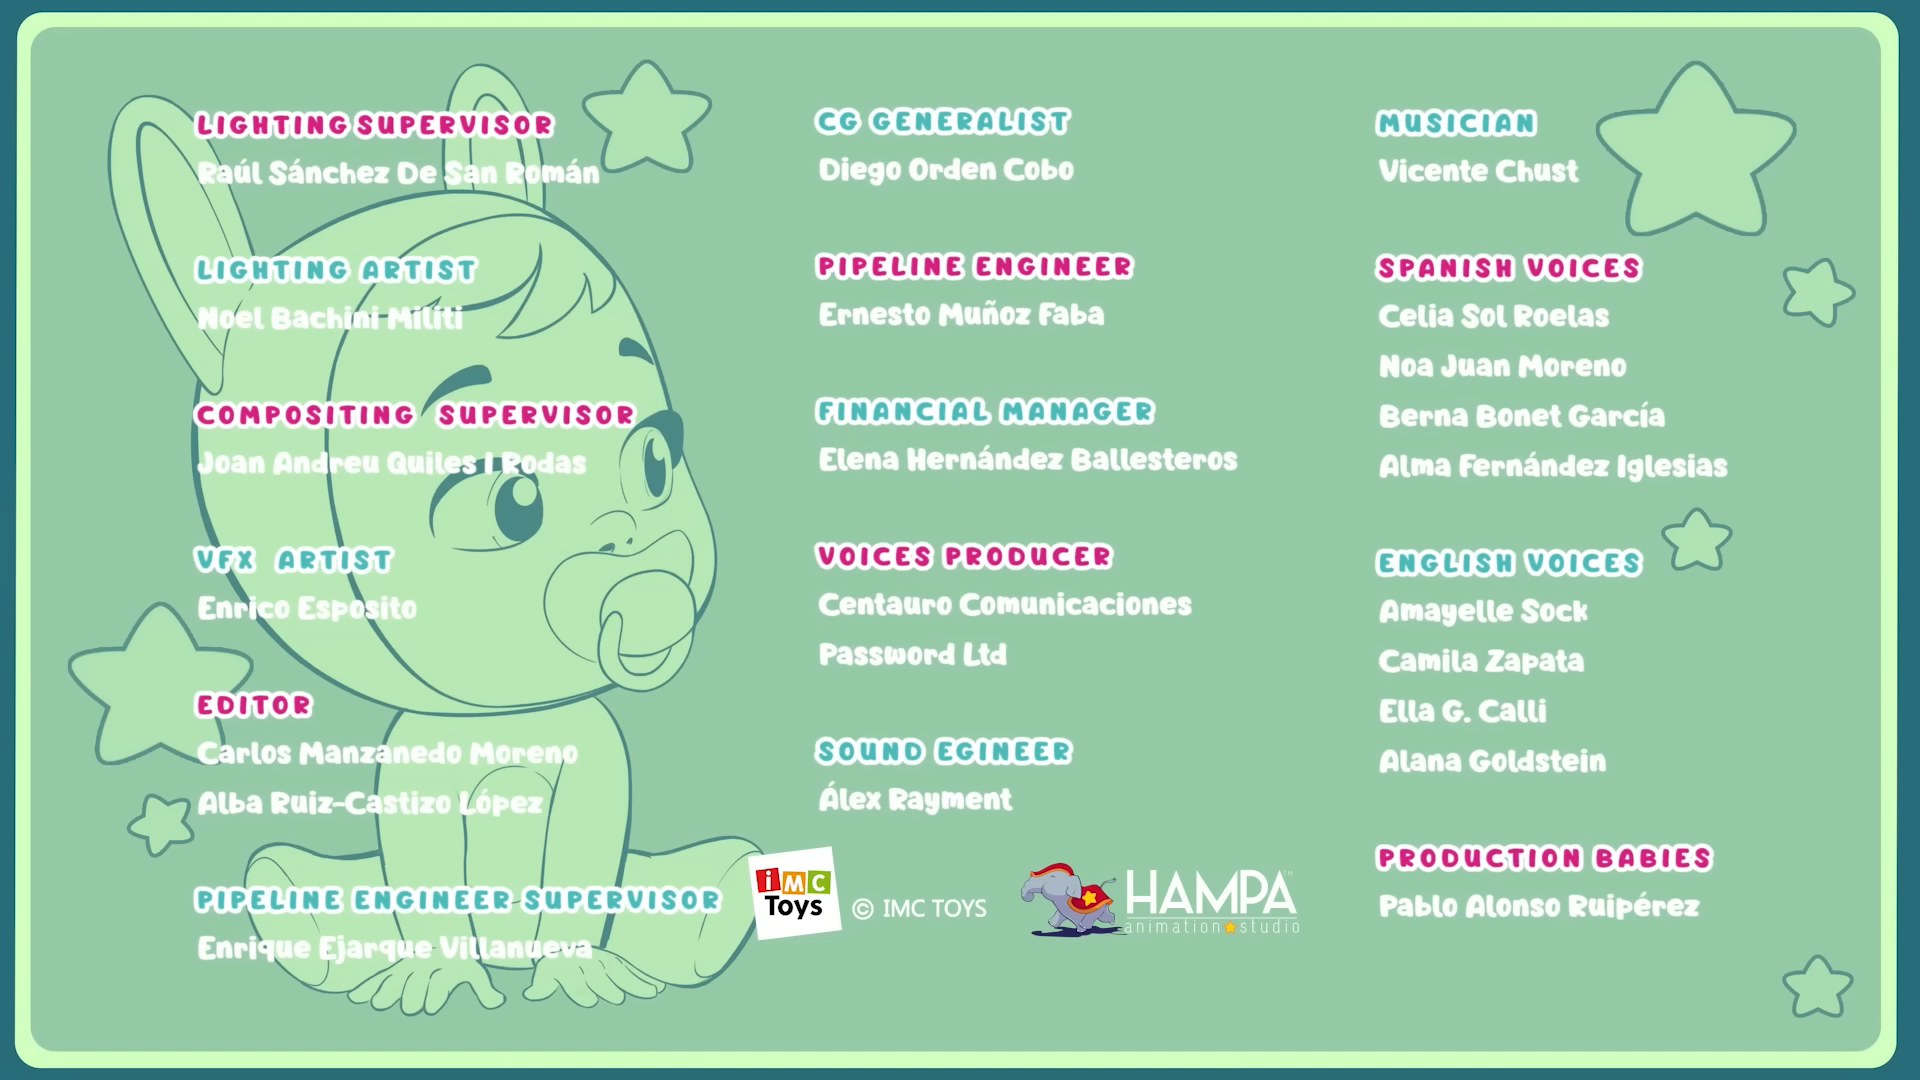 LIGHTING SUPERVISOR
Raúl Sánchez De San Román
LIGHTING ARTIST
Noel Bachini Militi
COMPOSITING SUPERVISOR
Joan Andreu Quiles I Rodas
VFX ARTIST
Enrico Esposito
EDITOR
Carlos Manzanedo Moreno
Alba Ruiz-Castizo López
PIPELINE ENGINEER SUPERVISOR
Enrique Ejarque Villanueva
CG GENERALIST
Diego Orden Cobo
PIPELINE ENGINEER
Ernesto Muñoz Faba
FINANCIAL MANAGER
Elena Hernández Ballesteros
VOICES PRODUCER
Centauro Comunicaciones
Password Ltd
SOUND EGINEER
Álex Rayment
iMC
Toys
© IMC TOYS
HAMPA™
animation studio
MUSICIAN
Vicente Chust
SPANISH VOICES
Celia Sol Roelas
Noa Juan Moreno
Berna Bonet García
Alma Fernández Iglesias
ENGLISH VOICES
Amayelle Sock
Camila Zapata
Ella G. Calli
Alana Goldstein
PRODUCTION BABIES
Pablo Alonso Ruipérez